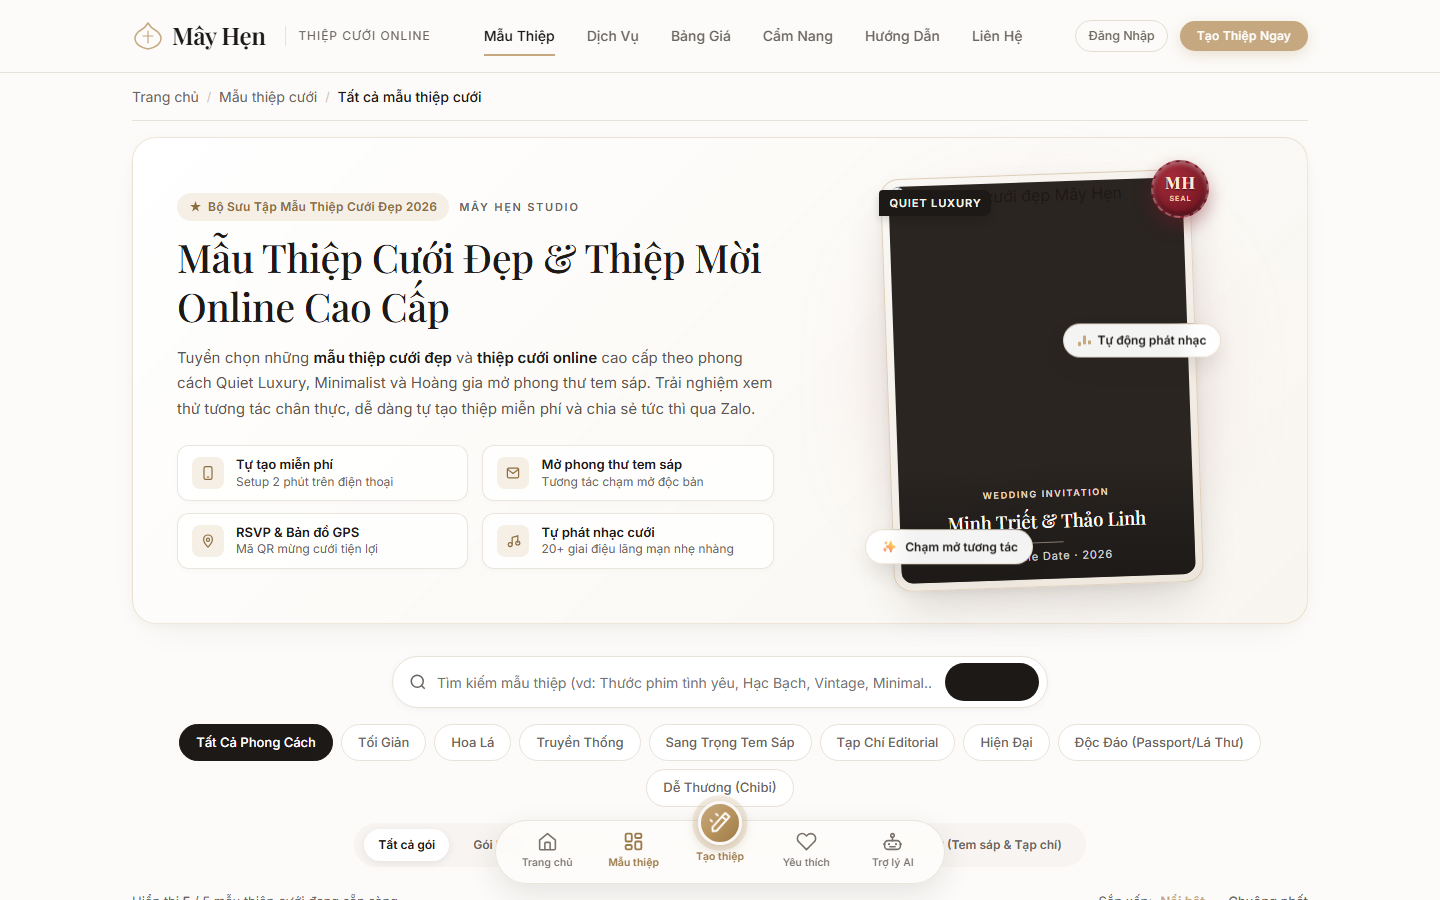 Mây Hẹn
THIỆP CƯỚI ONLINE
Mẫu Thiệp
Dịch Vụ
Bảng Giá
Cẩm Nang
Hướng Dẫn
Liên Hệ
Đăng Nhập
Tạo Thiệp Ngay
Trang chủ / Mẫu thiệp cưới / Tất cả mẫu thiệp cưới
★ Bộ Sưu Tập Mẫu Thiệp Cưới Đẹp 2026
MÂY HẸN STUDIO
Mẫu Thiệp Cưới Đẹp & Thiệp Mời
Online Cao Cấp
Tuyển chọn những mẫu thiệp cưới đẹp và thiệp cưới online cao cấp theo phong
cách Quiet Luxury, Minimalist và Hoàng gia mở phong thư tem sáp. Trải nghiệm xem
thử tương tác chân thực, dễ dàng tự tạo thiệp miễn phí và chia sẻ tức thì qua Zalo.
Tự tạo miễn phí
Setup 2 phút trên điện thoại
Mở phong thư tem sáp
Tương tác chạm mở độc bản
RSVP & Bản đồ GPS
Mã QR mừng cưới tiện lợi
Tự phát nhạc cưới
20+ giai điệu lãng mạn nhẹ nhàng
QUIET LUXURY
đẹp Mây Hẹn
MH
SEAL
Tự động phát nhạc
WEDDING INVITATION
Minh Triết & Thảo Linh
Chạm mở tương tác
Date · 2026
Tìm kiếm mẫu thiệp (vd: Thước phim tình yêu, Hạc Bạch, Vintage, Minimal..
Tất Cả Phong Cách
Tối Giản
Hoa Lá
Truyền Thống
Sang Trọng Tem Sáp
Tạp Chí Editorial
Hiện Đại
Độc Đáo (Passport/Lá Thư)
Dễ Thương (Chibi)
Tất cả gói
Gói
(Tem sáp & Tạp chí)
Trang chủ
Mẫu thiệp
Tạo thiệp
Yêu thích
Trợ lý AI